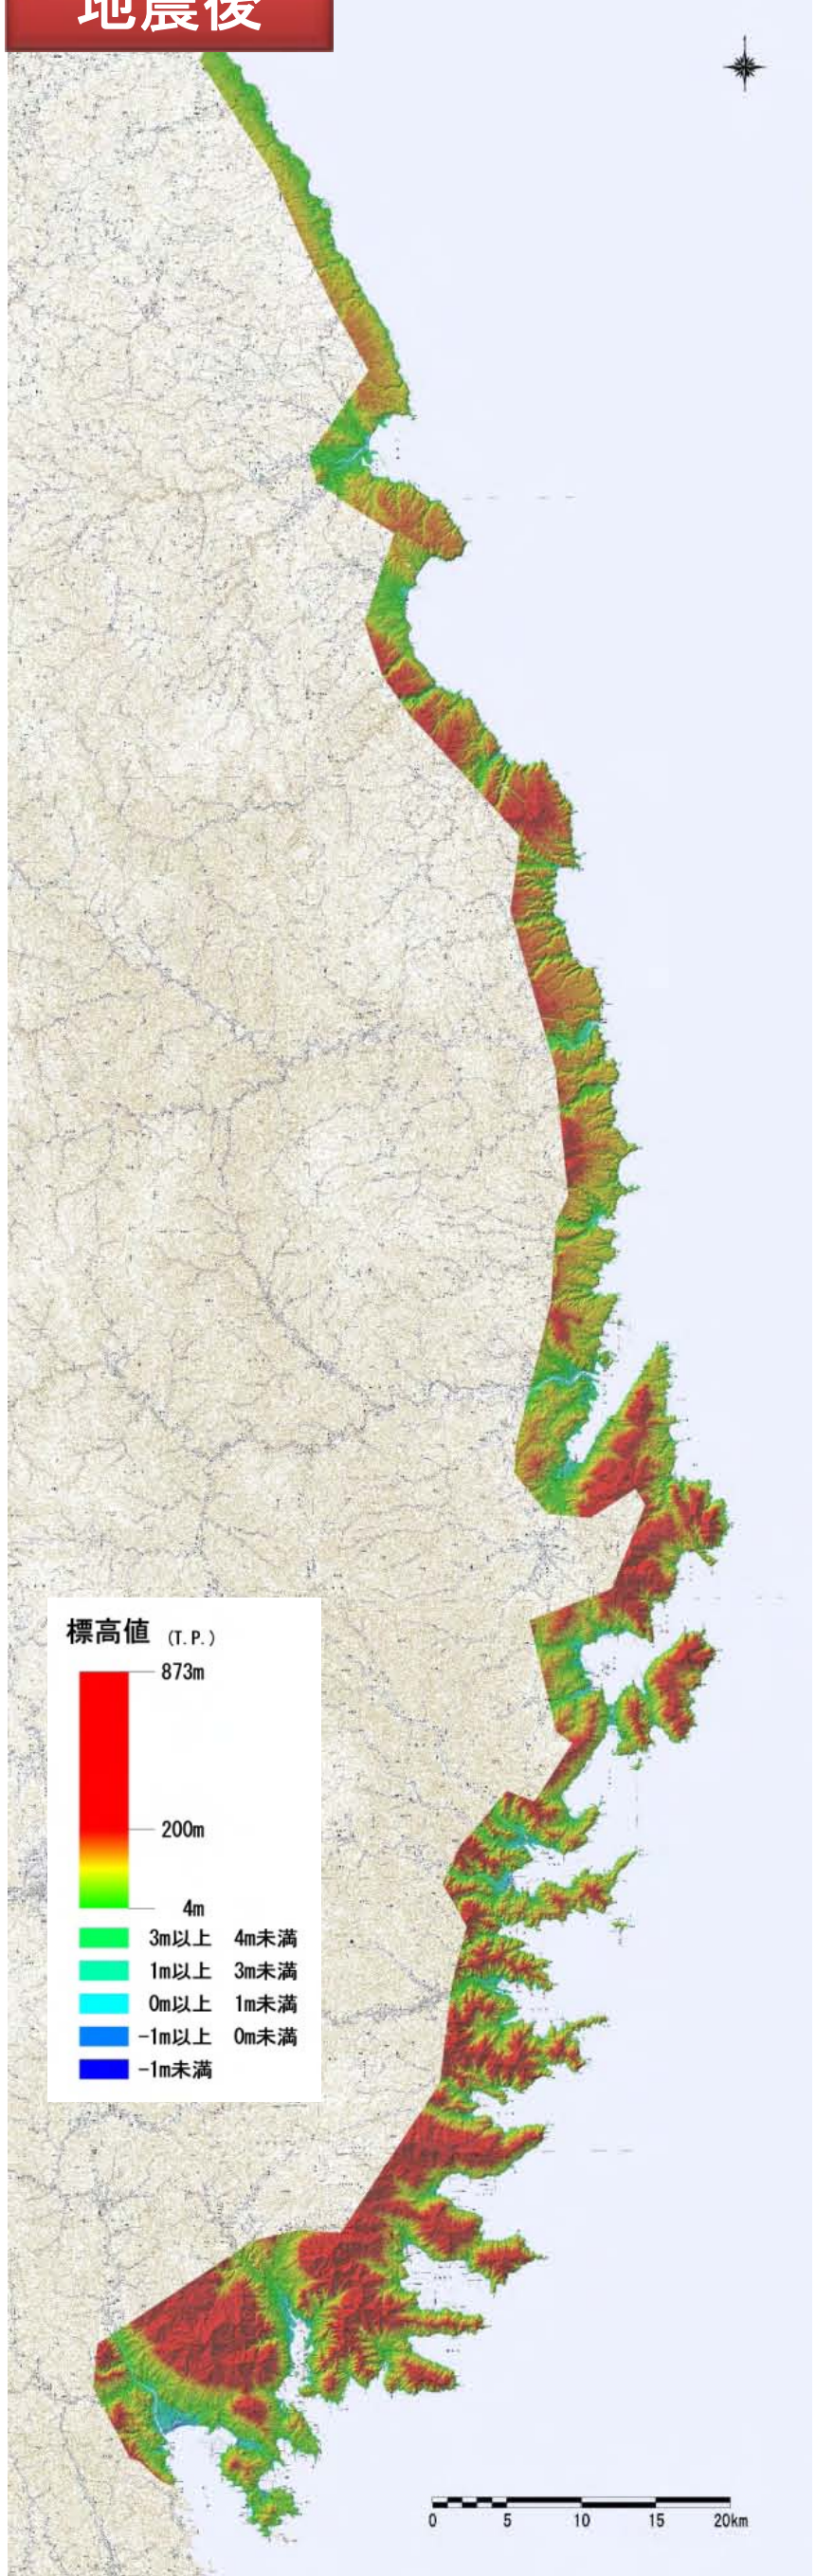 地震後
標高値 (T.P.)
873m
200m
4m
3m以上 4m未満
1m以上 3m未満
0m以上 1m未満
-1m以上 0m未満
-1m未満
0 5 10 15 20km